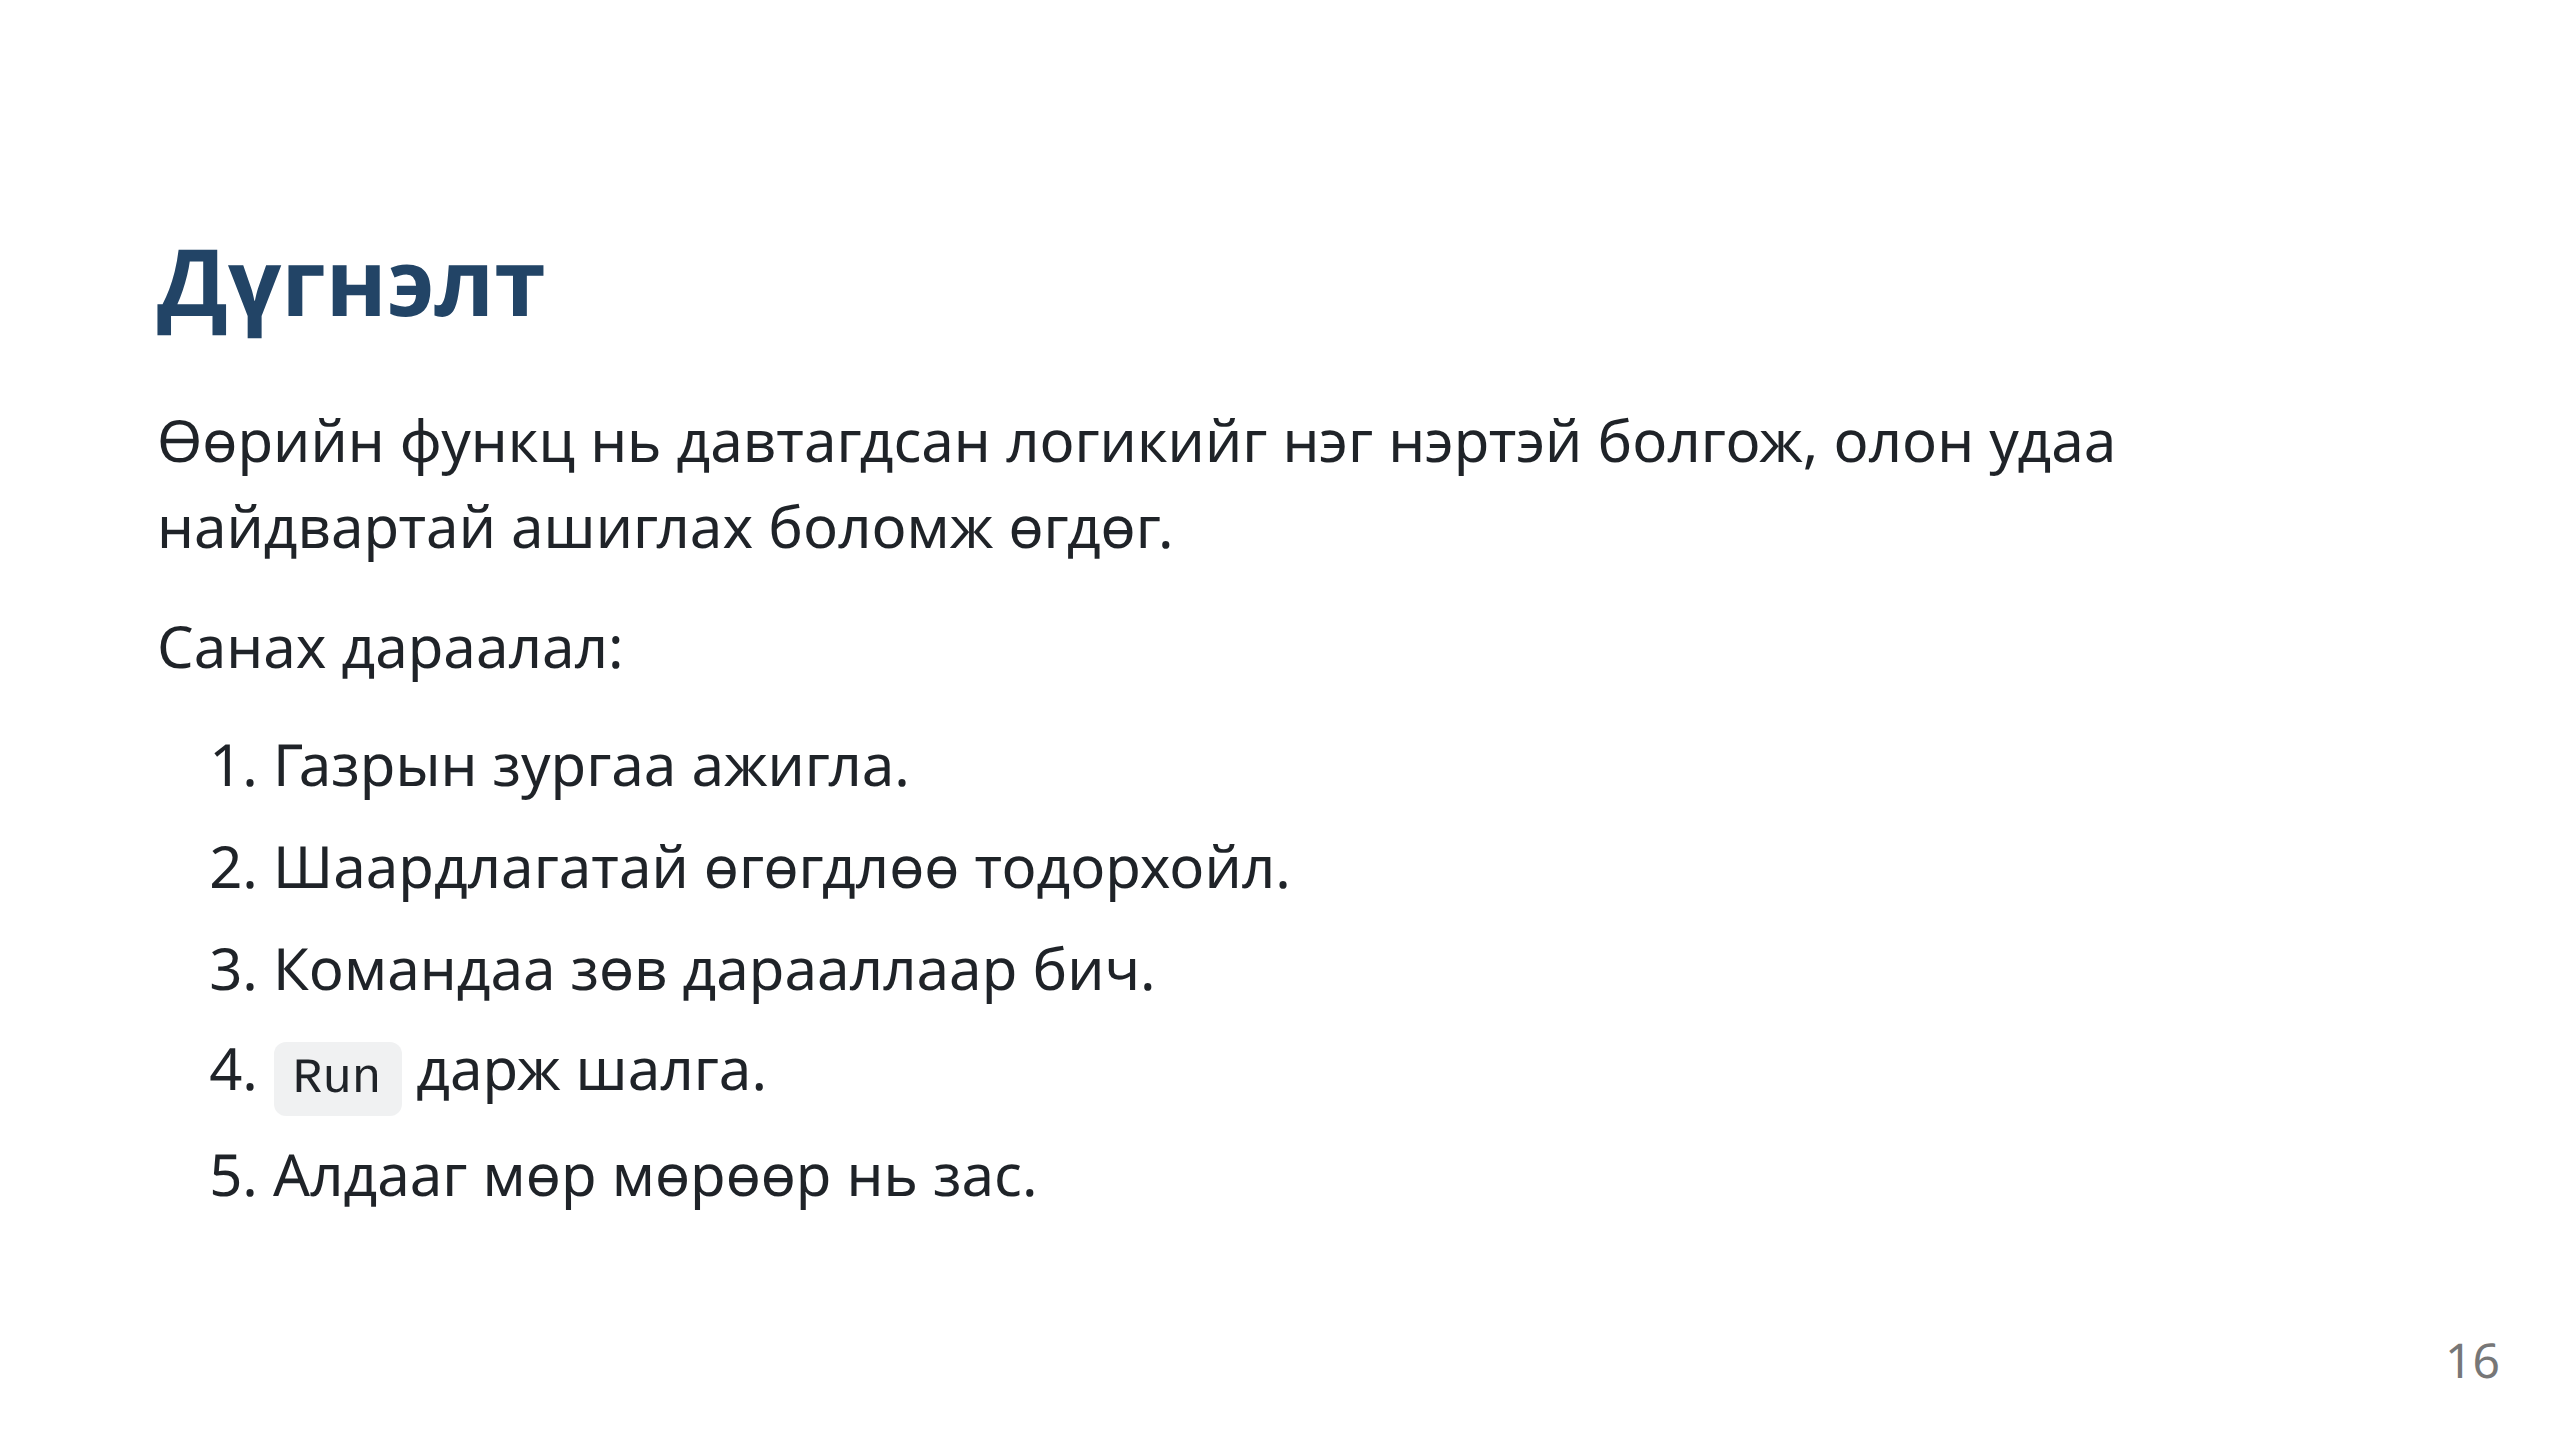 Дүгнэлт
Өөрийн функц нь давтагдсан логикийг нэг нэртэй болгож, олон удаа
найдвартай ашиглах боломж өгдөг.
Санах дараалал:
1. Газрын зургаа ажигла.
2. Шаардлагатай өгөгдлөө тодорхойл.
3. Командаа зөв дарааллаар бич.
4. Run дарж шалга.
5. Алдааг мөр мөрөөр нь зас.
16